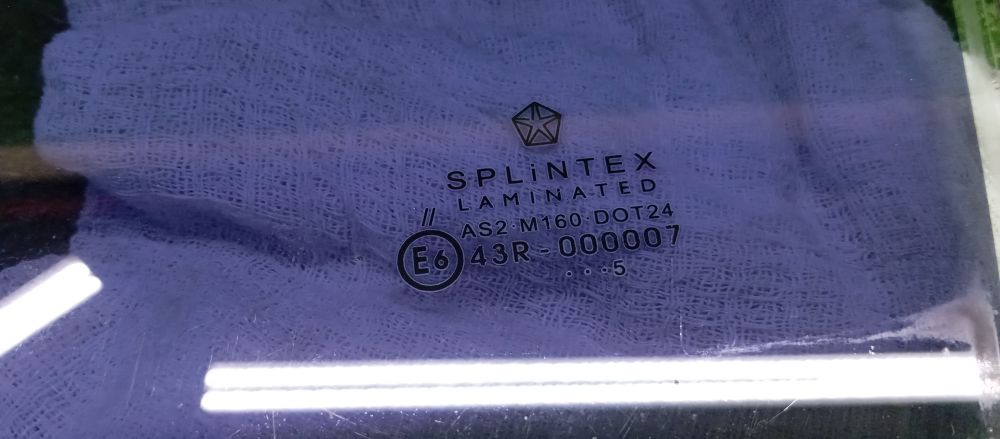 SPLiNTEX
LAMINATED
//
AS2·M160·DOT24
E6 43R-000007
...5